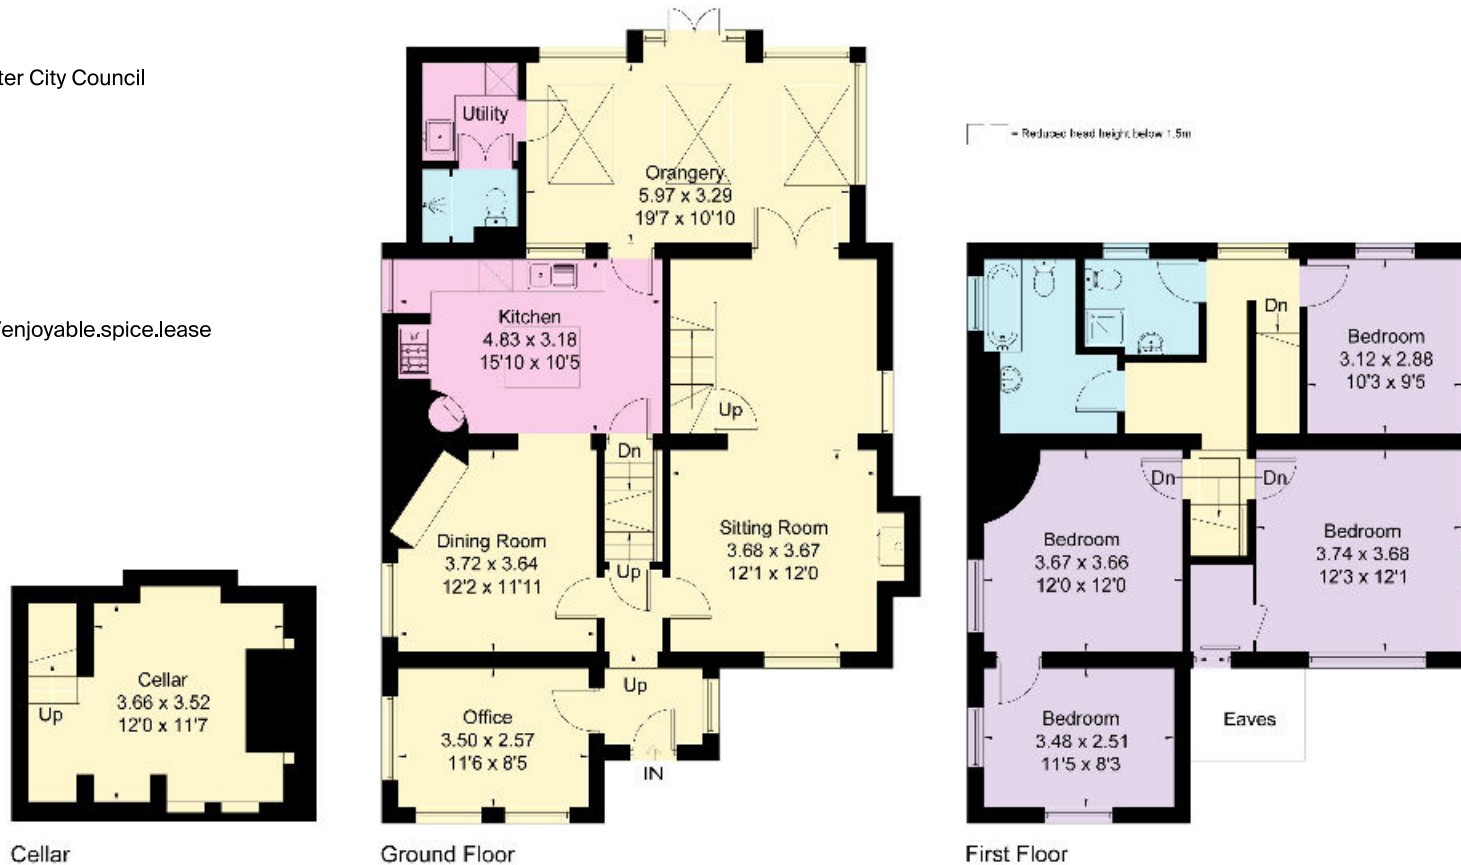 ter City Council
/enjoyable.spice.lease
= Reduced head height below 1.5m
Utility
Orangery
5.97 x 3.29
19'7 x 10'10
Kitchen
4.83 x 3.18
15'10 x 10'5
Up
Dn
Dining Room
3.72 x 3.64
12'2 x 11'11
Sitting Room
3.68 x 3.67
12'1 x 12'0
Up
Up
Office
3.50 x 2.57
11'6 x 8'5
IN
Cellar
3.66 x 3.52
12'0 x 11'7
Up
Dn
Bedroom
3.12 x 2.88
10'3 x 9'5
Dn
Dn
Bedroom
3.67 x 3.66
12'0 x 12'0
Bedroom
3.74 x 3.68
12'3 x 12'1
Bedroom
3.48 x 2.51
11'5 x 8'3
Eaves
Cellar
Ground Floor
First Floor